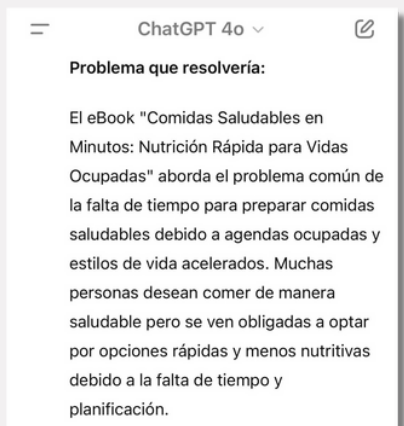 ChatGPT 4o
Problema que resolvería:
El eBook "Comidas Saludables en
Minutos: Nutrición Rápida para Vidas
Ocupadas" aborda el problema común de
la falta de tiempo para preparar comidas
saludables debido a agendas ocupadas y
estilos de vida acelerados. Muchas
personas desean comer de manera
saludable pero se ven obligadas a optar
por opciones rápidas y menos nutritivas
debido a la falta de tiempo y
planificación.